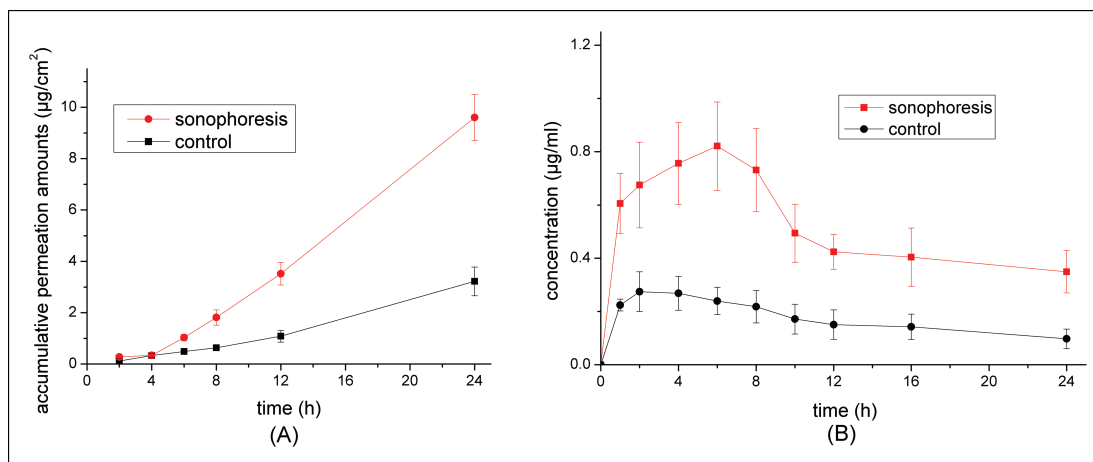 accumulative permeation amounts (µg/cm²)
10
8
6
4
2
0
sonophoresis
control
0 4 8 12 16 20 24
time (h)
(A)
concentration (µg/ml)
1.2
0.8
0.4
0.0
sonophoresis
control
0 4 8 12 16 20 24
time (h)
(B)